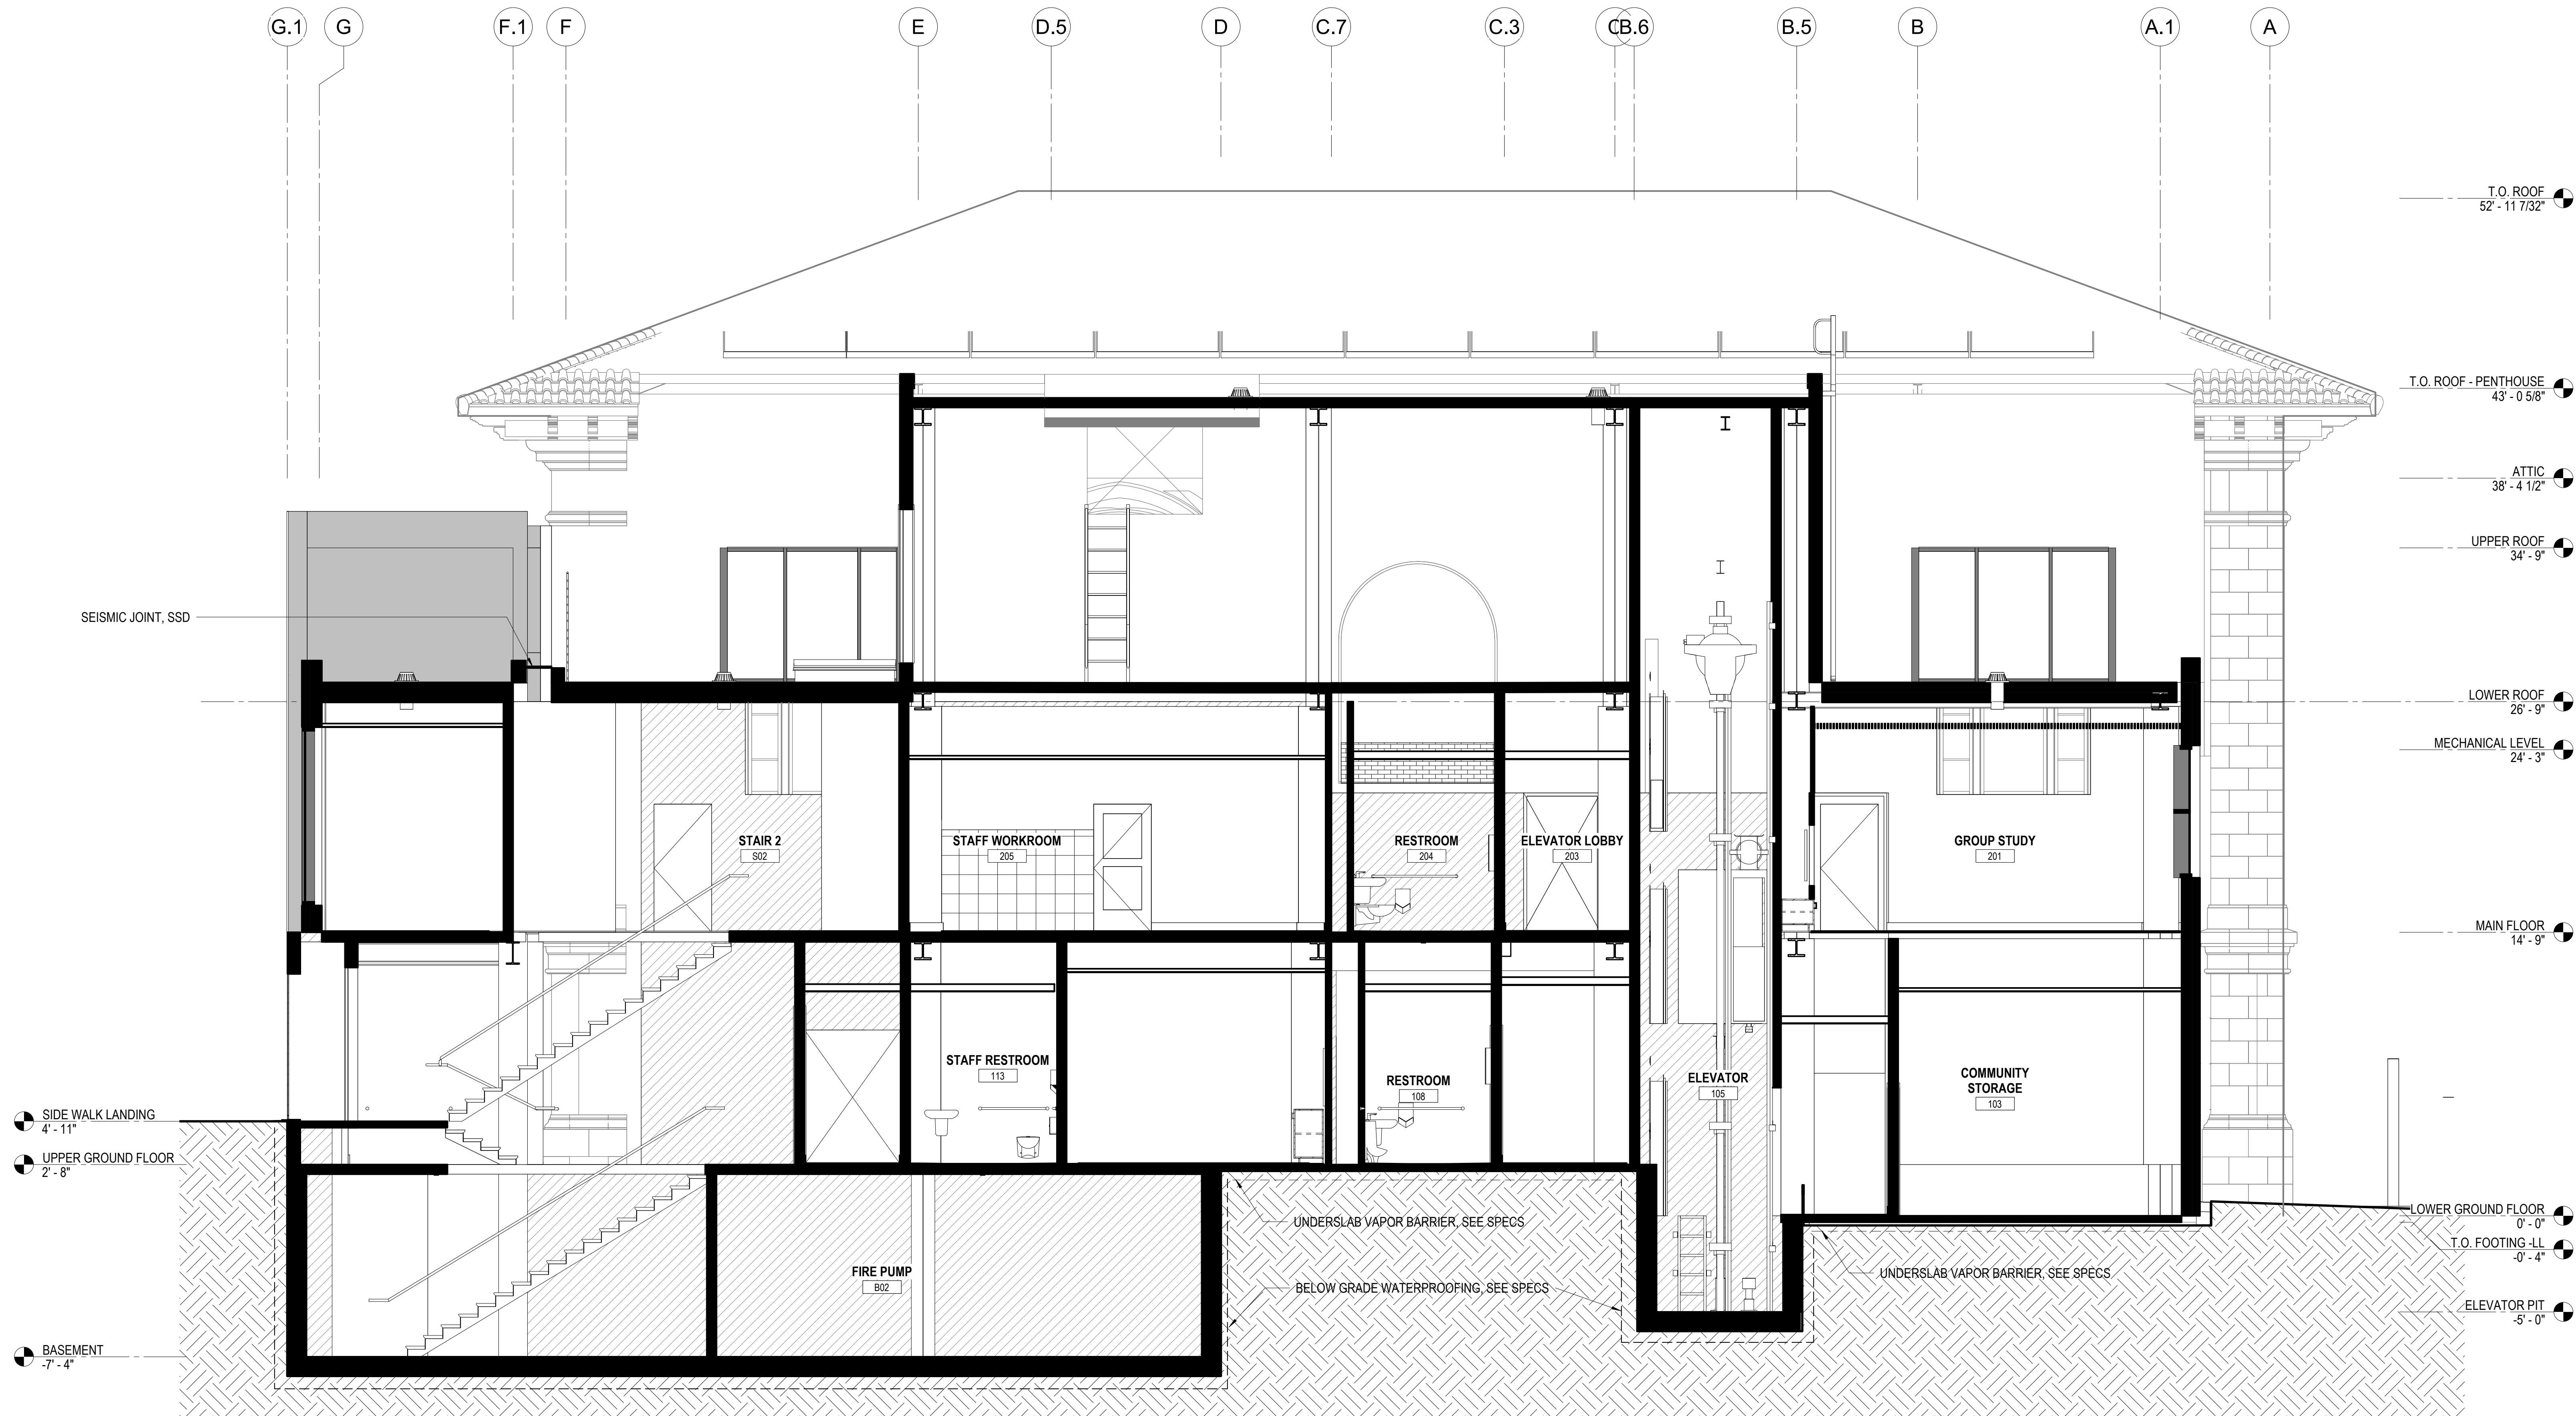 G.1
G
F.1
F
E
D.5
D
C.7
C.3
C
B.6
B.5
B
A.1
A
T.O. ROOF
52' - 11 7/32"
T.O. ROOF - PENTHOUSE
43' - 0 5/8"
ATTIC
38' - 4 1/2"
UPPER ROOF
34' - 9"
SEISMIC JOINT, SSD
LOWER ROOF
26' - 9"
MECHANICAL LEVEL
24' - 3"
STAIR 2
S02
STAFF WORKROOM
205
RESTROOM
204
ELEVATOR LOBBY
203
GROUP STUDY
201
MAIN FLOOR
14' - 9"
STAFF RESTROOM
113
RESTROOM
108
ELEVATOR
105
COMMUNITY
STORAGE
103
SIDE WALK LANDING
4' - 11"
UPPER GROUND FLOOR
2' - 8"
UNDERSLAB VAPOR BARRIER, SEE SPECS
LOWER GROUND FLOOR
0' - 0"
T.O. FOOTING -LL
-0' - 4"
FIRE PUMP
B02
UNDERSLAB VAPOR BARRIER, SEE SPECS
BELOW GRADE WATERPROOFING, SEE SPECS
ELEVATOR PIT
-5' - 0"
BASEMENT
-7' - 4"